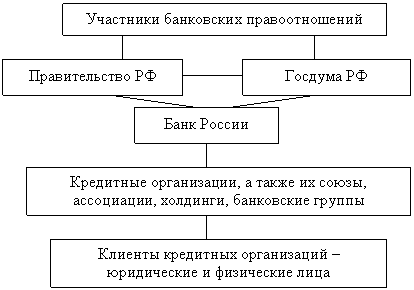 Участники банковских правоотношений
Правительство РФ
Госдума РФ
Банк России
Кредитные организации, а также их союзы,
ассоциации, холдинги, банковские группы
Клиенты кредитных организаций –
юридические и физические лица